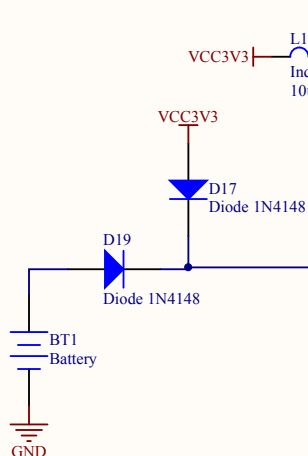 L1
VCC3V3
Ind
10
VCC3V3
D17
Diode 1N4148
D19
Diode 1N4148
BT1
Battery
GND